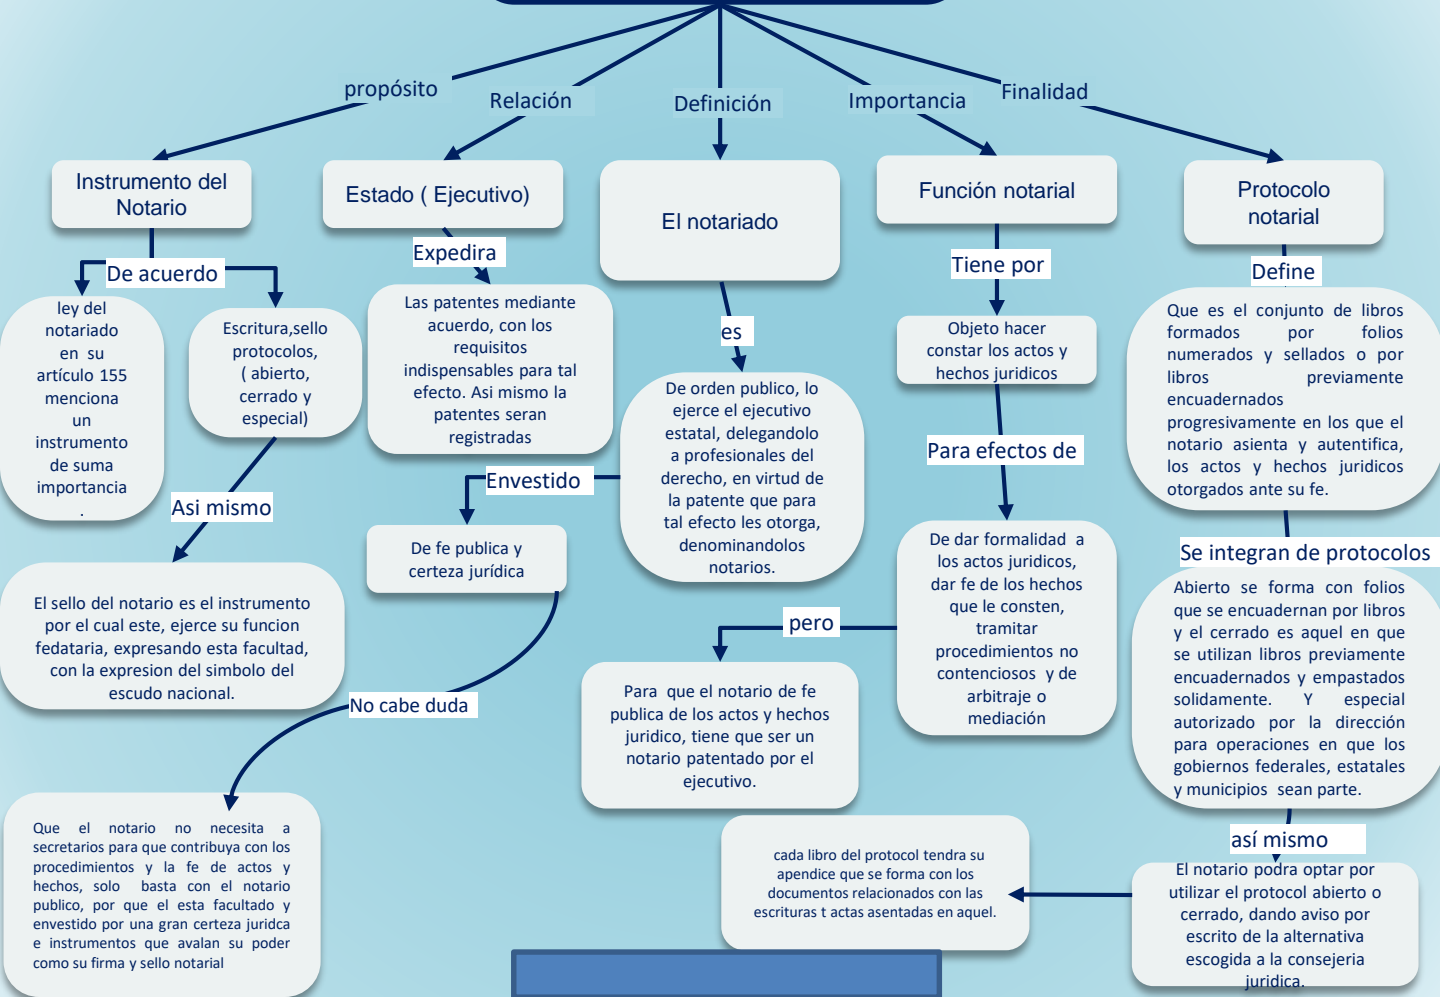 propósito
Relación
Definición
Importancia
Finalidad
Instrumento del
Notario
Estado ( Ejecutivo)
El notariado
Función notarial
Protocolo
notarial
De acuerdo
Expedira
es
Tiene por
Define
ley del
notariado
en su
artículo 155
menciona
un
instrumento
de suma
importancia
.
Escritura,sello
protocolos,
( abierto,
cerrado y
especial)
Las patentes mediante
acuerdo, con los
requisitos
indispensables para tal
efecto. Asi mismo la
patentes seran
registradas
De orden publico, lo
ejerce el ejecutivo
estatal, delegandolo
a profesionales del
derecho, en virtud de
la patente que para
tal efecto les otorga,
denominandolos
notarios.
Objeto hacer
constar los actos y
hechos juridicos
Que es el conjunto de libros
formados por folios
numerados y sellados o por
libros previamente
encuadernados
progresivamente en los que el
notario asienta y autentifica,
los actos y hechos juridicos
otorgados ante su fe.
Asi mismo
Envestido
Para efectos de
Se integran de protocolos
El sello del notario es el instrumento
por el cual este, ejerce su funcion
fedataria, expresando esta facultad,
con la expresion del simbolo del
escudo nacional.
De fe publica y
certeza jurídica
De dar formalidad a
los actos juridicos,
dar fe de los hechos
que le consten,
tramitar
procedimientos no
contenciosos y de
arbitraje o
mediación
Abierto se forma con folios
que se encuadernan por libros
y el cerrado es aquel en que
se utilizan libros previamente
encuadernados y empastados
solidamente. Y especial
autorizado por la dirección
para operaciones en que los
gobiernos federales, estatales
y municipios sean parte.
No cabe duda
pero
así mismo
Que el notario no necesita a
secretarios para que contribuya con los
procedimientos y la fe de actos y
hechos, solo basta con el notario
publico, por que el esta facultado y
envestido por una gran certeza juridca
e instrumentos que avalan su poder
como su firma y sello notarial
Para que el notario de fe
publica de los actos y hechos
juridico, tiene que ser un
notario patentado por el
ejecutivo.
cada libro del protocol tendra su
apendice que se forma con los
documentos relacionados con las
escrituras t actas asentadas en aquel.
El notario podra optar por
utilizar el protocol abierto o
cerrado, dando aviso por
escrito de la alternativa
escogida a la consejeria
juridica.